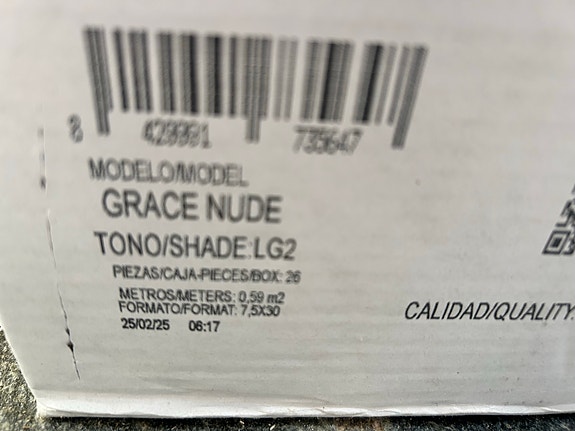 8 429991 735647
MODELO/MODEL
GRACE NUDE
TONO/SHADE:LG2
PIEZAS/CAJA-PIECES/BOX: 26
METROS/METERS: 0,59 m2
FORMATO/FORMAT: 7,5X30
25/02/25 06:17
CALIDAD/QUALITY: